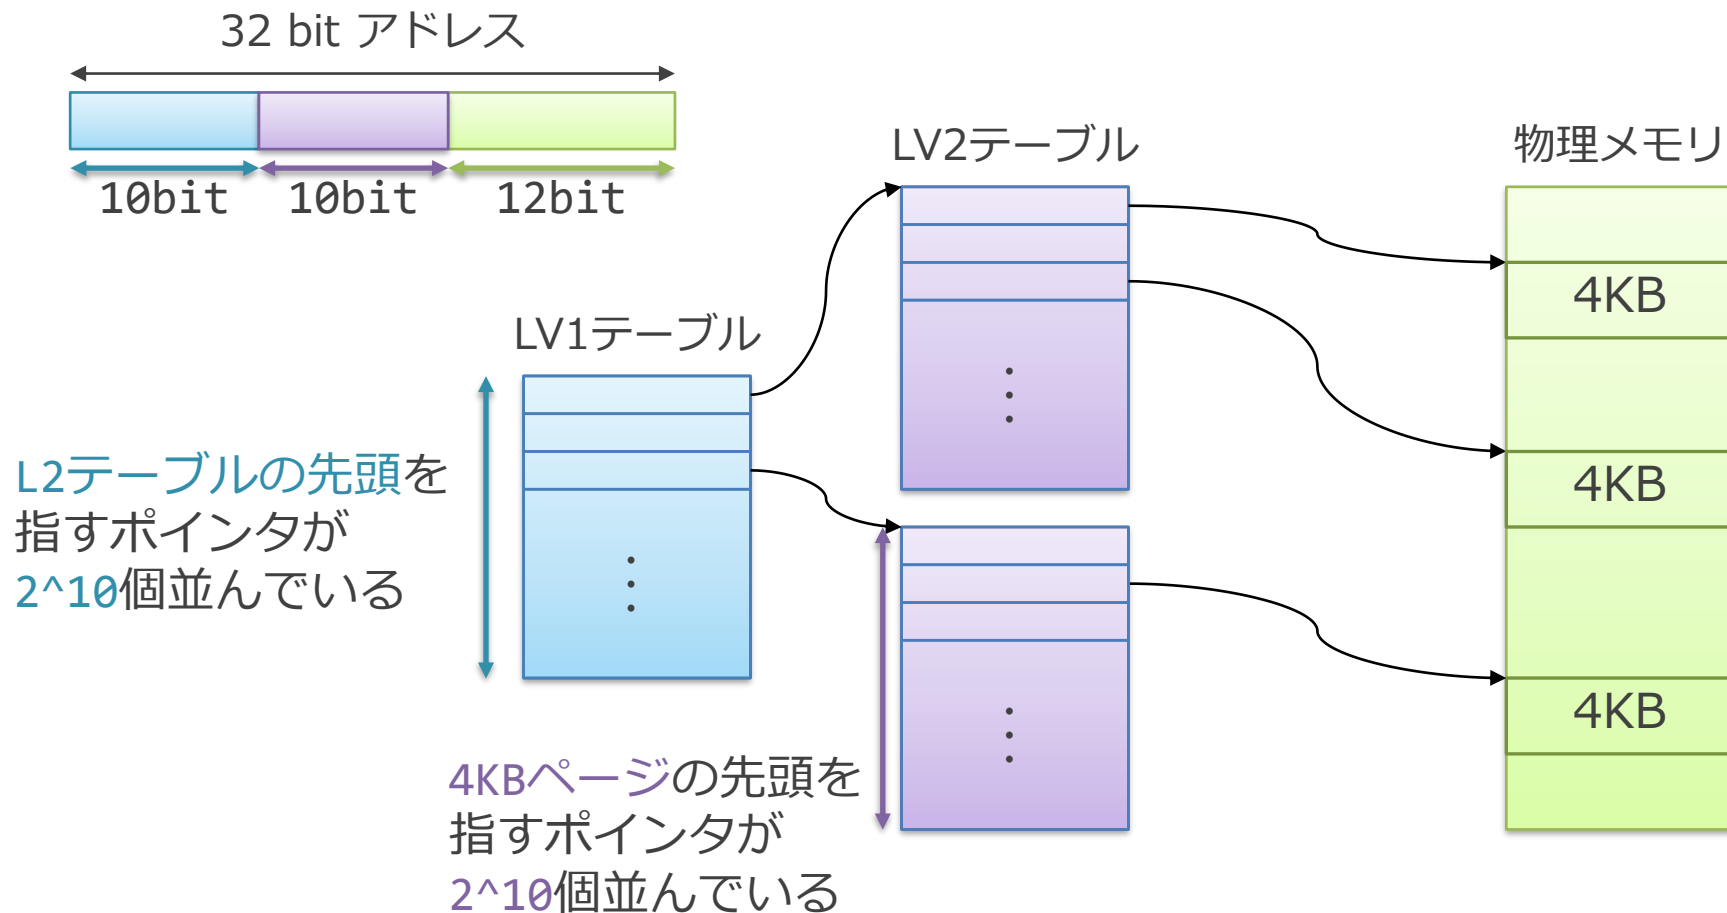 32 bit アドレス
10bit
10bit
12bit
LV2テーブル
物理メモリ
4KB
LV1テーブル
4KB
L2テーブルの先頭を
指すポインタが
2^10個並んでいる
4KB
4KBページの先頭を
指すポインタが
2^10個並んでいる